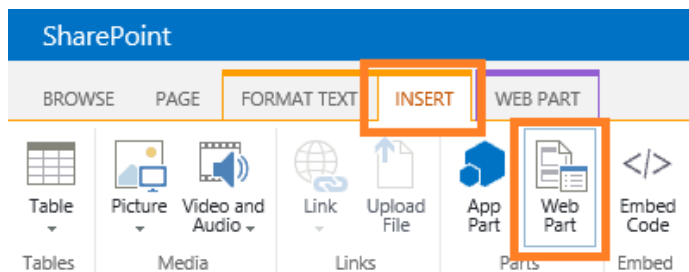 SharePoint
BROWSE PAGE FORMAT TEXT INSERT WEB PART
Table Picture Video and Audio Link Upload File App Part Web Part Embed Code
Tables Media Links Parts Embed